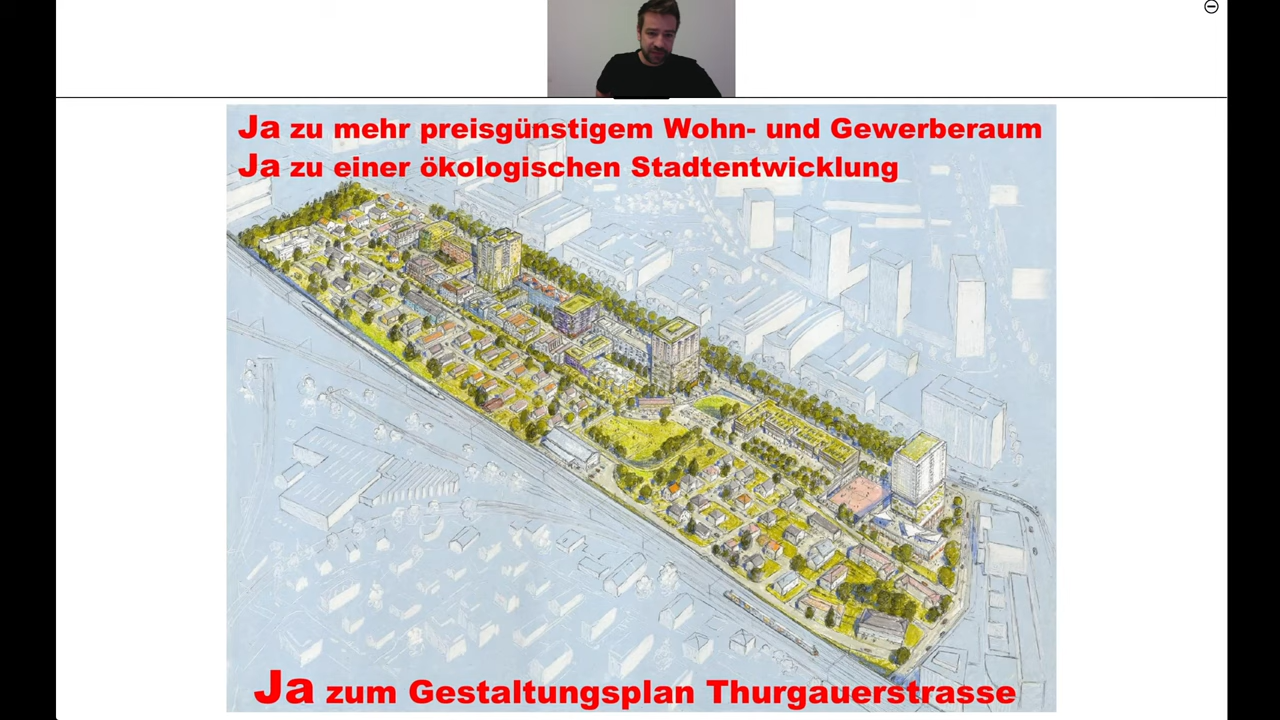 Ja zu mehr preisgünstigem Wohn- und Gewerberaum
Ja zu einer ökologischen Stadtentwicklung
Ja zum Gestaltungsplan Thurgauerstrasse